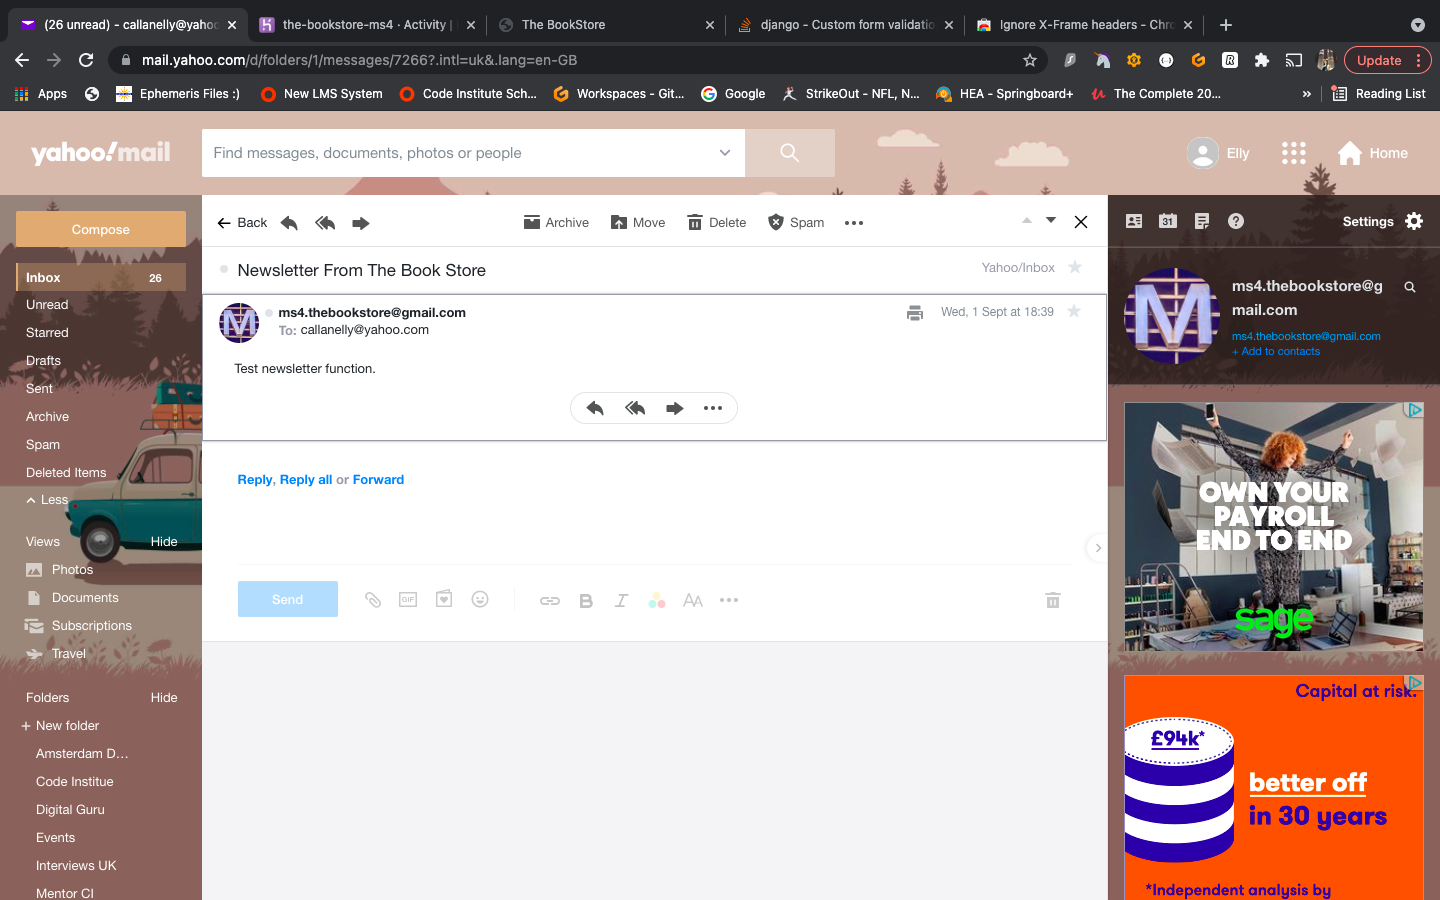 (26 unread) - callanelly@yahoo
the-bookstore-ms4 · Activity |
The BookStore
django - Custom form validatio
Ignore X-Frame headers - Chro
mail.yahoo.com/d/folders/1/messages/7266?.intl=uk&.lang=en-GB
Update
Apps
Ephemeris Files :)
New LMS System
Code Institute Sch...
Workspaces - Git...
Google
StrikeOut - NFL, N...
HEA - Springboard+
The Complete 20...
»
Reading List
yahoo!mail
Find messages, documents, photos or people
Elly
Home
Compose
Inbox 26
Unread
Starred
Drafts
Sent
Archive
Spam
Deleted Items
Less
Views Hide
Photos
Documents
Subscriptions
Travel
Folders Hide
+ New folder
Amsterdam D...
Code Institue
Digital Guru
Events
Interviews UK
Mentor CI
Back
Archive
Move
Delete
Spam
Newsletter From The Book Store
Yahoo/Inbox
M
ms4.thebookstore@gmail.com
Wed, 1 Sept at 18:39
To: callanelly@yahoo.com
Test newsletter function.
Reply, Reply all or Forward
Send
GIF
B I AA
31
Settings
M
ms4.thebookstore@g
mail.com
ms4.thebookstore@gmail.com
+ Add to contacts
OWN YOUR
PAYROLL
END TO END
sage
Capital at risk.
£94k*
better off
in 30 years
*Independent analysis by